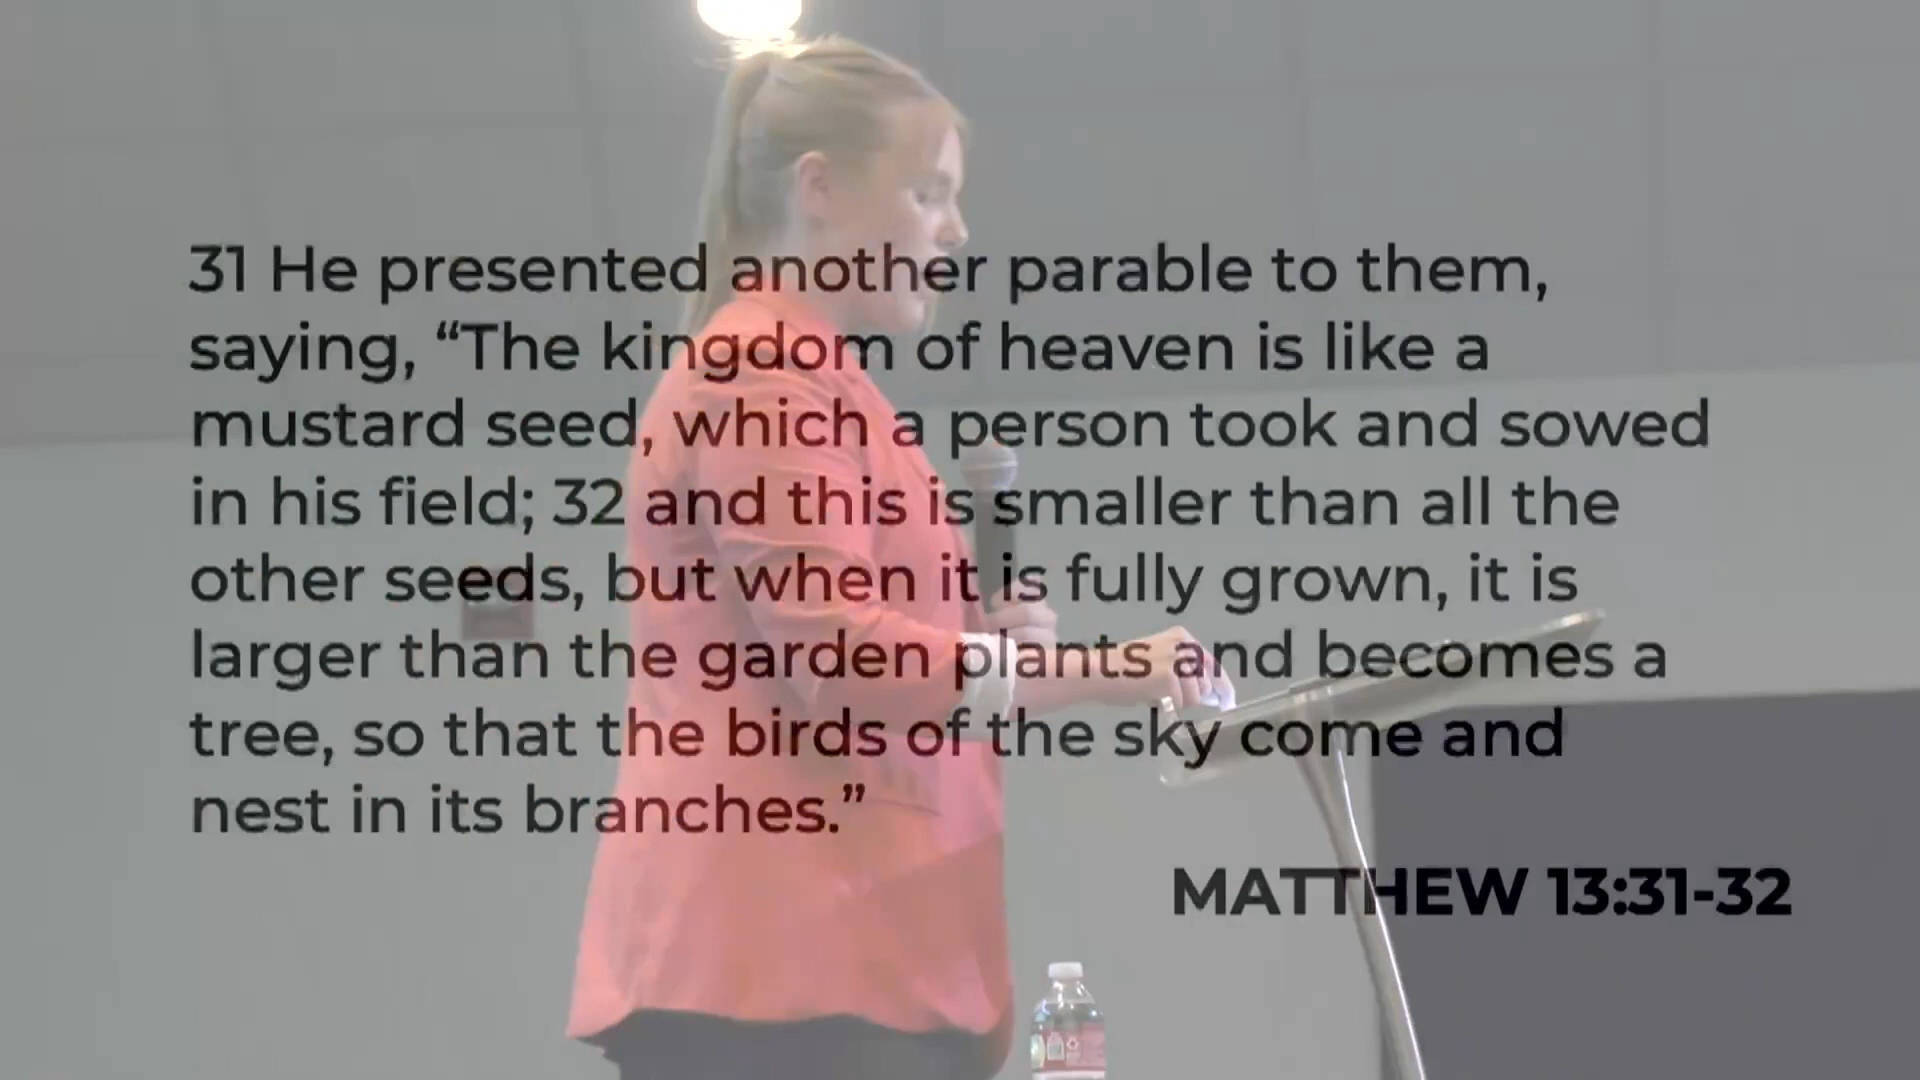 31 He presented another parable to them,
saying, “The kingdom of heaven is like a
mustard seed, which a person took and sowed
in his field; 32 and this is smaller than all the
other seeds, but when it is fully grown, it is
larger than the garden plants and becomes a
tree, so that the birds of the sky come and
nest in its branches.”
MATTHEW 13:31-32